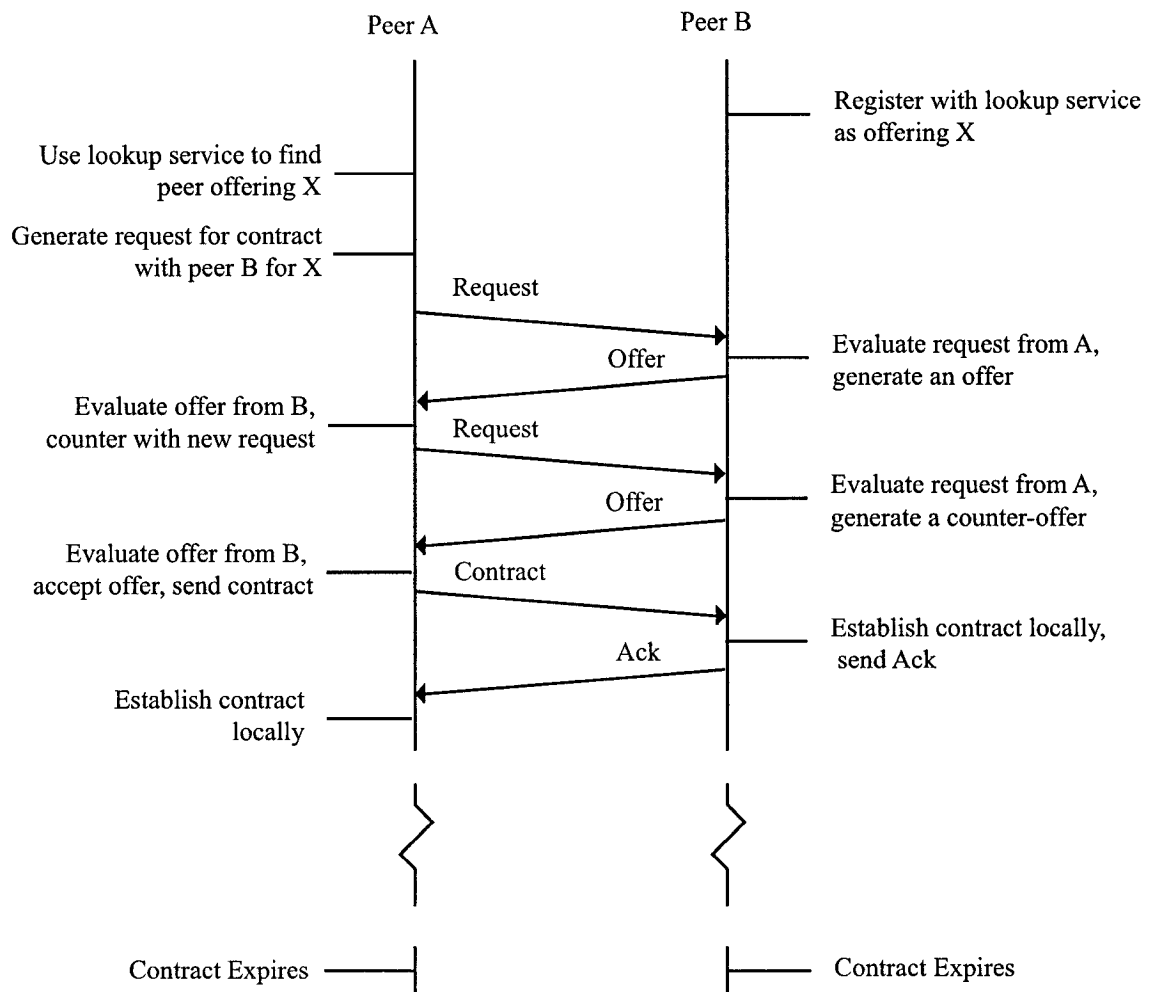 Peer A
Peer B
Register with lookup service
as offering X
Use lookup service to find
peer offering X
Generate request for contract
with peer B for X
Request
Evaluate request from A,
generate an offer
Offer
Evaluate offer from B,
counter with new request
Request
Evaluate request from A,
generate a counter-offer
Offer
Evaluate offer from B,
accept offer, send contract
Contract
Establish contract locally,
send Ack
Ack
Establish contract
locally
Contract Expires
Contract Expires